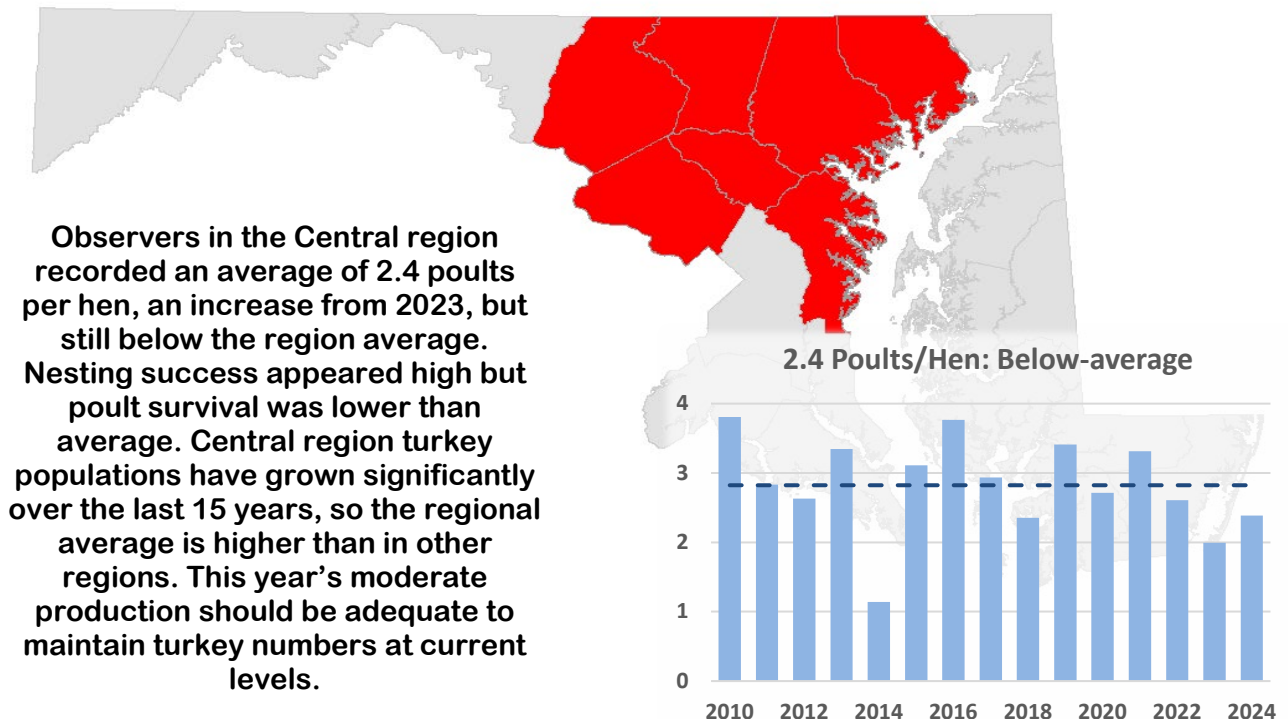 Observers in the Central region
recorded an average of 2.4 poults
per hen, an increase from 2023, but
still below the region average.
Nesting success appeared high but
poult survival was lower than
average. Central region turkey
populations have grown significantly
over the last 15 years, so the regional
average is higher than in other
regions. This year’s moderate
production should be adequate to
maintain turkey numbers at current
levels.
2.4 Poults/Hen: Below-average
4
3
2
1
0
2010 2012 2014 2016 2018 2020 2022 2024